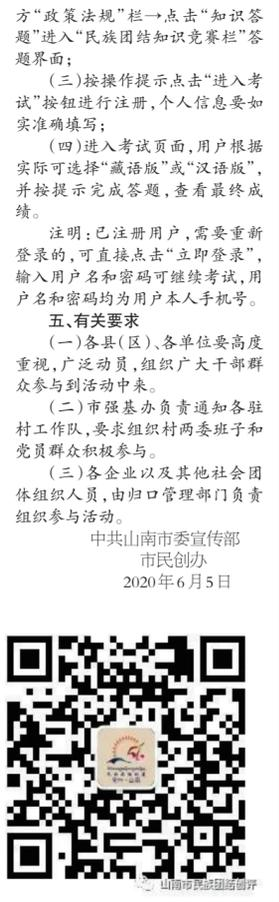 方“政策法规”栏→点击“知识答
题”进入“民族团结知识竞赛栏”答
题界面；
（三）按操作提示点击“进入考
试”按钮进行注册，个人信息要如
实准确填写；
（四）进入考试页面，用户根据
实际可选择“藏语版”或“汉语版”，
并按提示完成答题，查看最终成
绩。
注明：已注册用户，需要重新
登录的，可直接点击“立即登录”，
输入用户名和密码可继续考试，用
户名和密码均为用户本人手机号。
五、有关要求
（一）各县（区）、各单位要高度
重视，广泛动员，组织广大干部群
众参与到活动中来。
（二）市强基办负责通知各驻
村工作队，要求组织村两委班子和
党员群众积极参与。
（三）各企业以及其他社会团
体组织人员，由归口管理部门负责
组织参与活动。
中共山南市委宣传部
市民创办
2020年6月5日
山南市民族团结创评